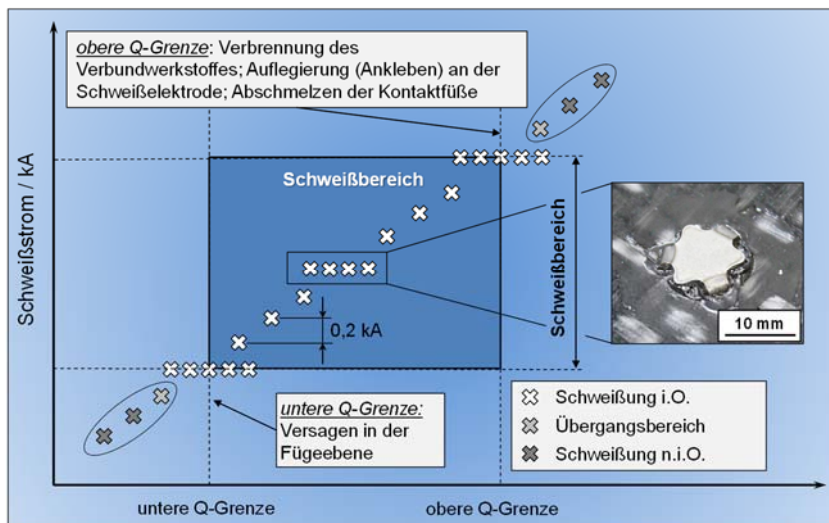 obere Q-Grenze: Verbrennung des
Verbundwerkstoffes; Auflegierung (Ankleben) an der
Schweißelektrode; Abschmelzen der Kontaktfüße
Schweißstrom / kA
Schweißbereich
Schweißbereich
0,2 kA
10 mm
untere Q-Grenze:
Versagen in der
Fügeebene
Schweißung i.O.
Übergangsbereich
Schweißung n.i.O.
untere Q-Grenze
obere Q-Grenze